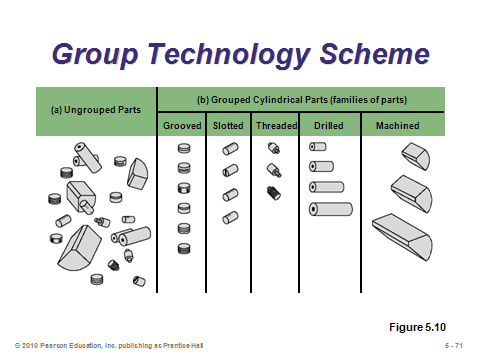 Group Technology Scheme
(a) Ungrouped Parts
(b) Grouped Cylindrical Parts (families of parts)
Grooved Slotted Threaded Drilled Machined
Figure 5.10
© 2010 Pearson Education, Inc. publishing as Prentice Hall
5 - 71